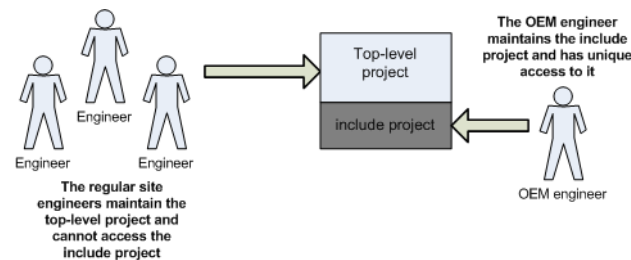 The OEM engineer
maintains the include
project and has unique
access to it
Top-level
project
include project
Engineer
Engineer
Engineer
OEM engineer
The regular site
engineers maintain the
top-level project and
cannot access the
include project